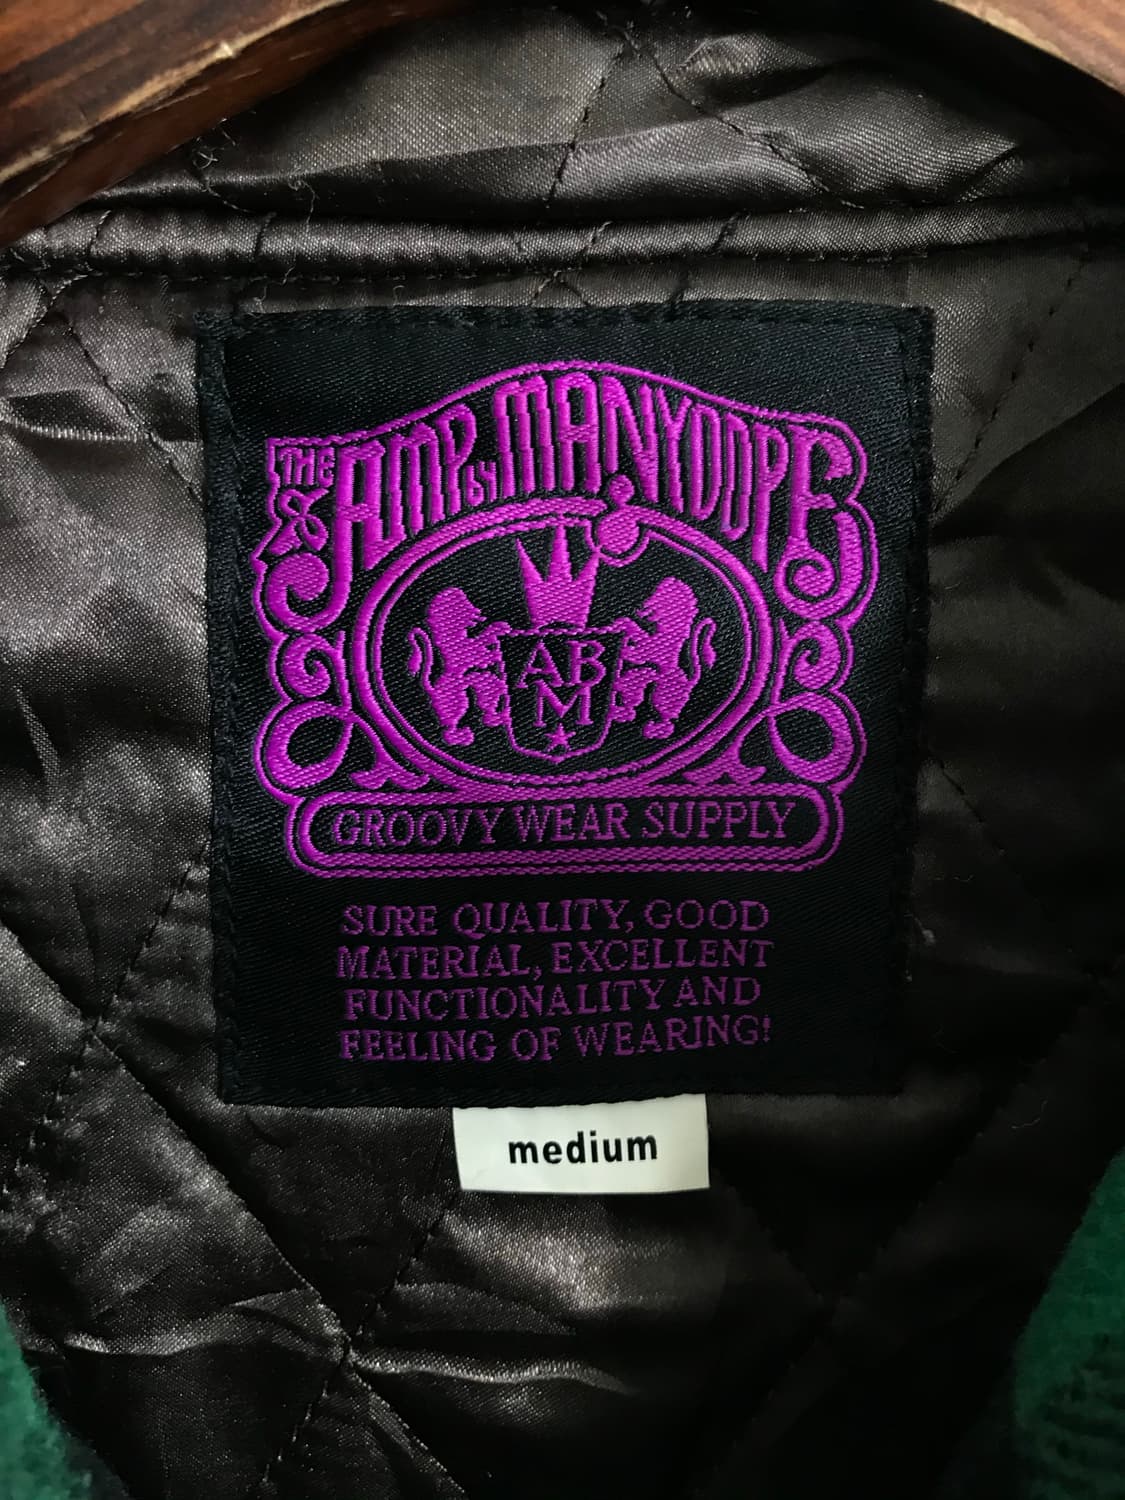 THE
& AMP BY MANYDOPE
AB
M
GROOVY WEAR SUPPLY
SURE QUALITY, GOOD
MATERIAL, EXCELLENT
FUNCTIONALITY AND
FEELING OF WEARING!
medium